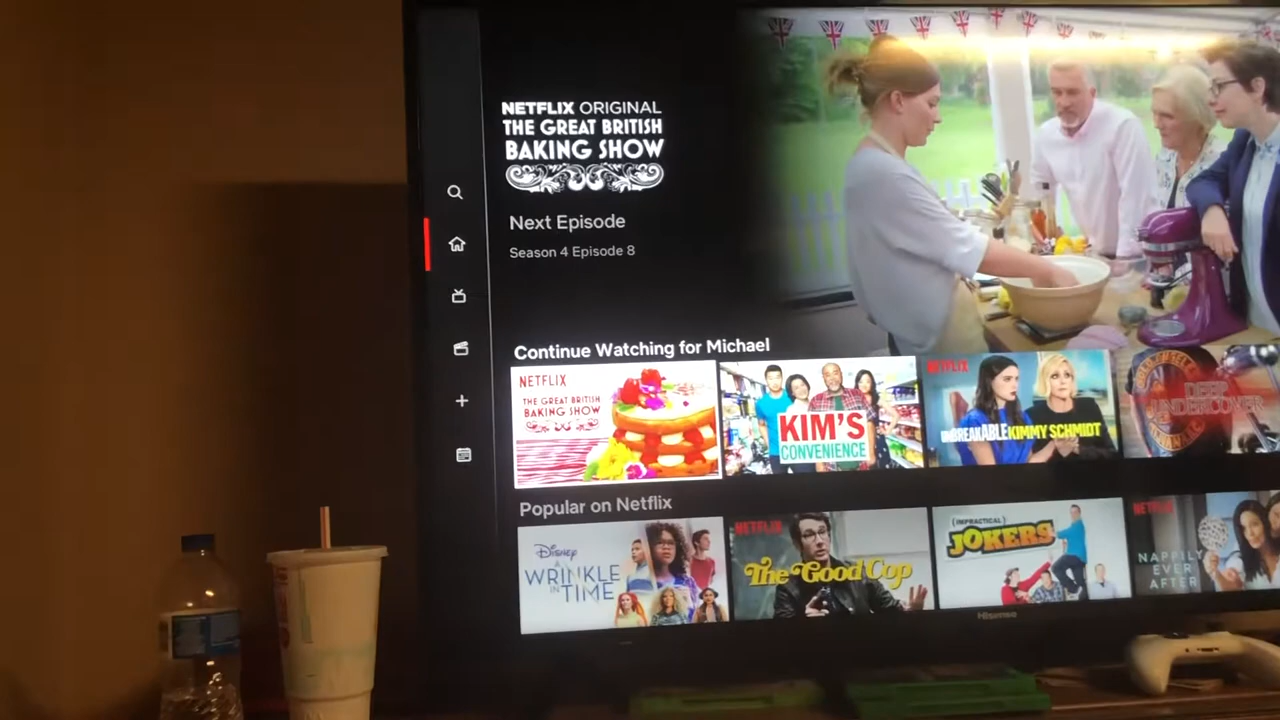 NETFLIX ORIGINAL
THE GREAT BRITISH
BAKING SHOW
Next Episode
Season 4 Episode 8
Continue Watching for Michael
NETFLIX
THE GREAT BRITISH
BAKING SHOW
KIM'S
CONVENIENCE
NETFLIX
UNBREAKABLE KIMMY SCHMIDT
DEEP
UNDERCOVER
Popular on Netflix
DISNEY
A
WRINKLE
IN TIME
NETFLIX
The Good Cop
(IMPRACTICAL)
JOKERS
NETFLIX
NAPPILY
EVER
AFTER
Hisense